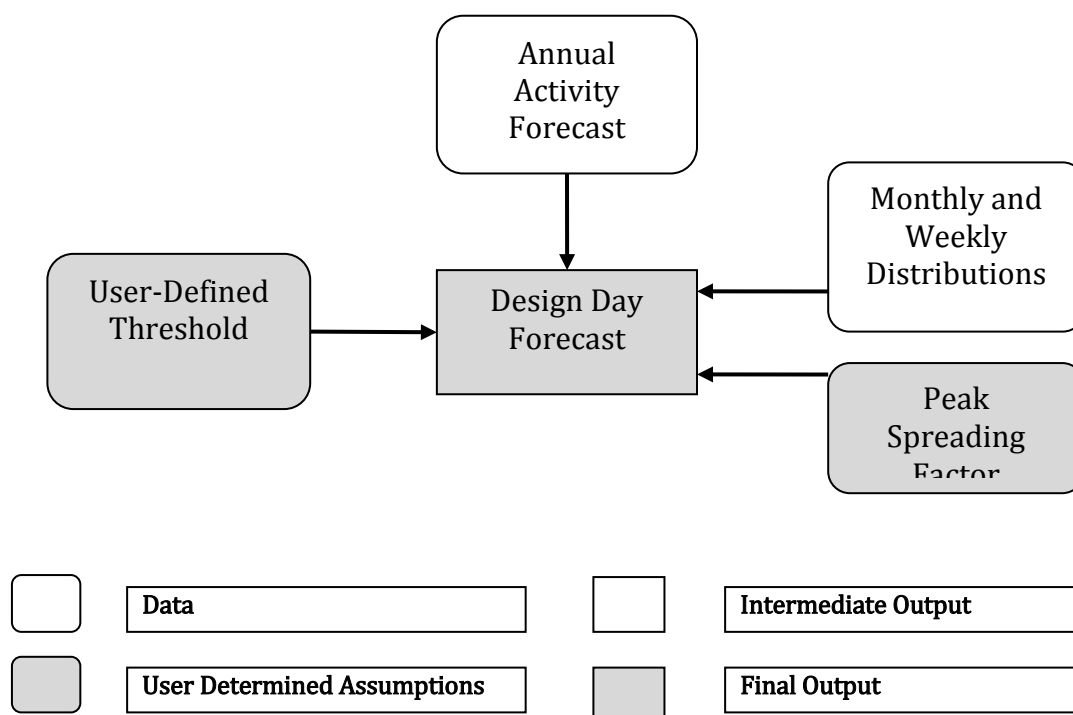 Annual
Activity
Forecast
Monthly and
Weekly
Distributions
User-Defined
Threshold
Design Day
Forecast
Peak
Spreading
Factor
Data
Intermediate Output
User Determined Assumptions
Final Output